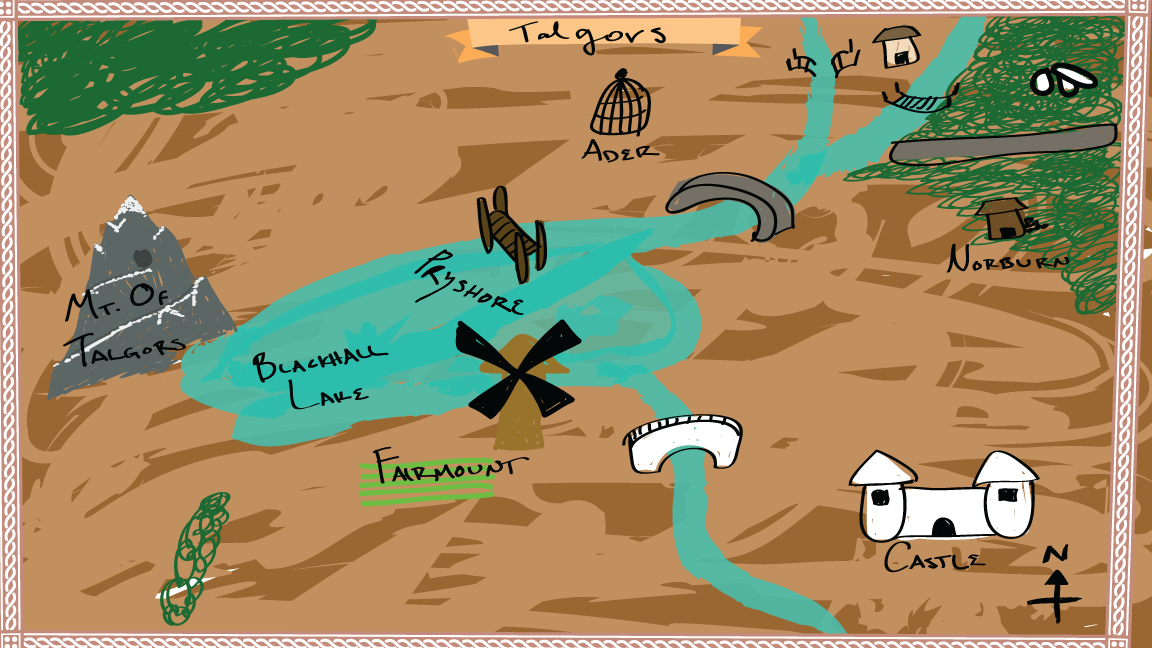 Talgors
ADER
NORBURN
PRYSHORE
MT. OF
TALGORS
BLACKHALL
LAKE
FAIRMOUNT
CASTLE
N